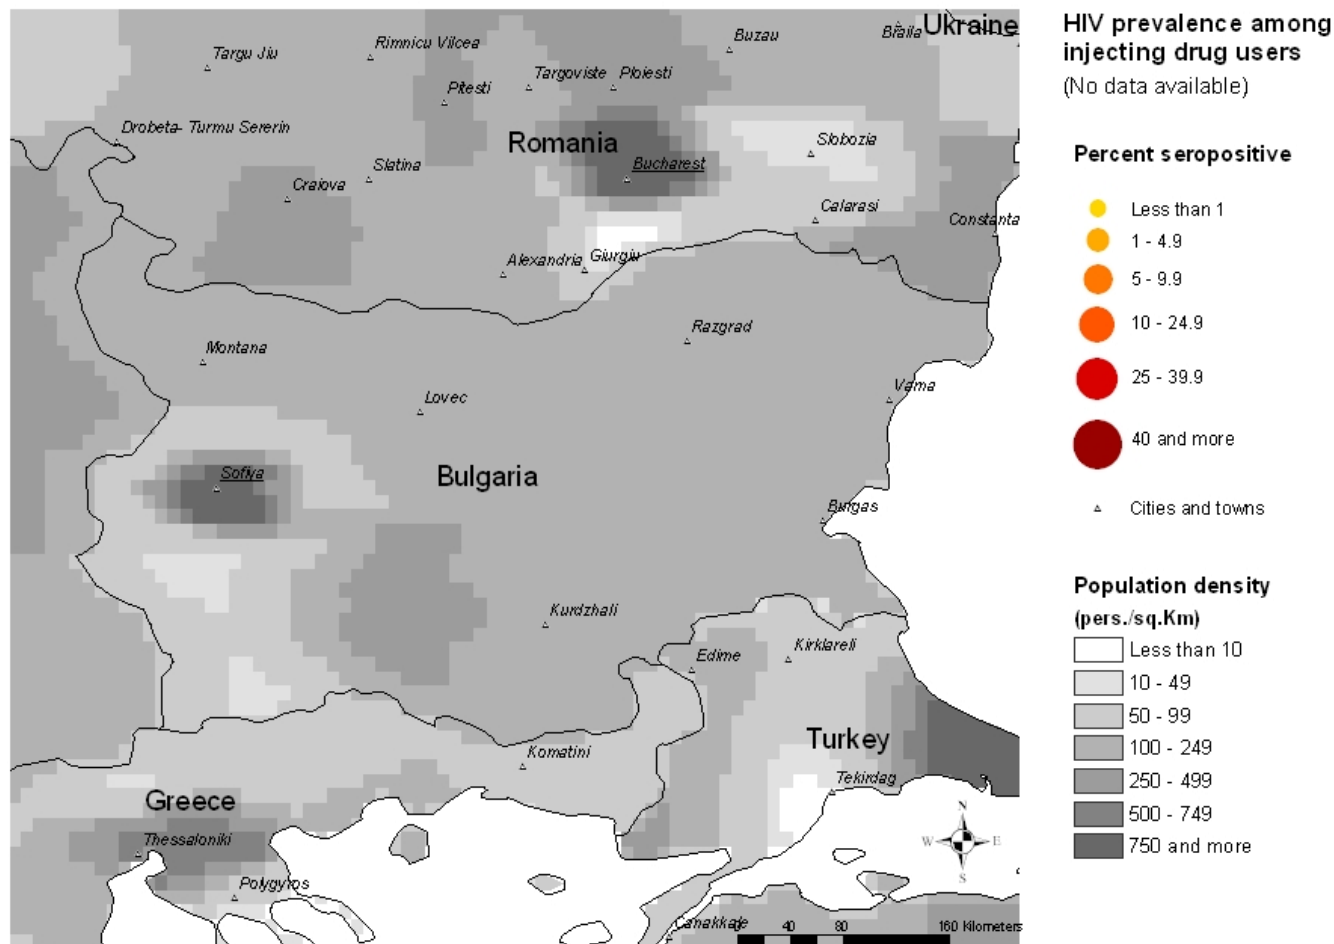 Ukraine
Braila
Buzau
Rimnicu Vilcea
Targu Jiu
Targoviste
Ploiesti
Pitesti
Drobeta- Turmu Sererin
Romania
Slobozia
Bucharest
Slatina
Craiova
Calarasi
Constanta
Alexandria
Giurgiu
Razgrad
Montana
Varna
Lovec
Sofiya
Bulgaria
Burgas
Kurdzhali
Kirklareli
Edirne
Turkey
Komatini
Tekirdag
Greece
Thessaloniki
Polygyros
Canakkale
N
W
E
S
0
40
80
160 Kilometers
HIV prevalence among
injecting drug users
(No data available)
Percent seropositive
Less than 1
1 - 4.9
5 - 9.9
10 - 24.9
25 - 39.9
40 and more
Cities and towns
Population density
(pers./sq.Km)
Less than 10
10 - 49
50 - 99
100 - 249
250 - 499
500 - 749
750 and more